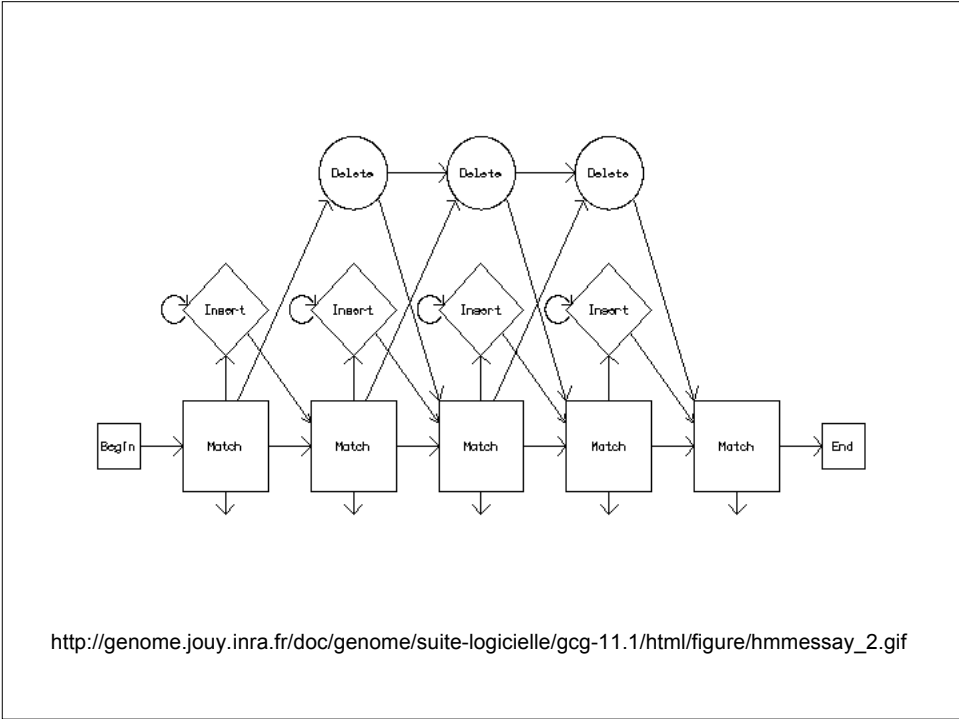 Delete Delete Delete
Insert Insert Insert Insert
Begin Match Match Match Match Match End
http://genome.jouy.inra.fr/doc/genome/suite-logicielle/gcg-11.1/html/figure/hmmessay_2.gif